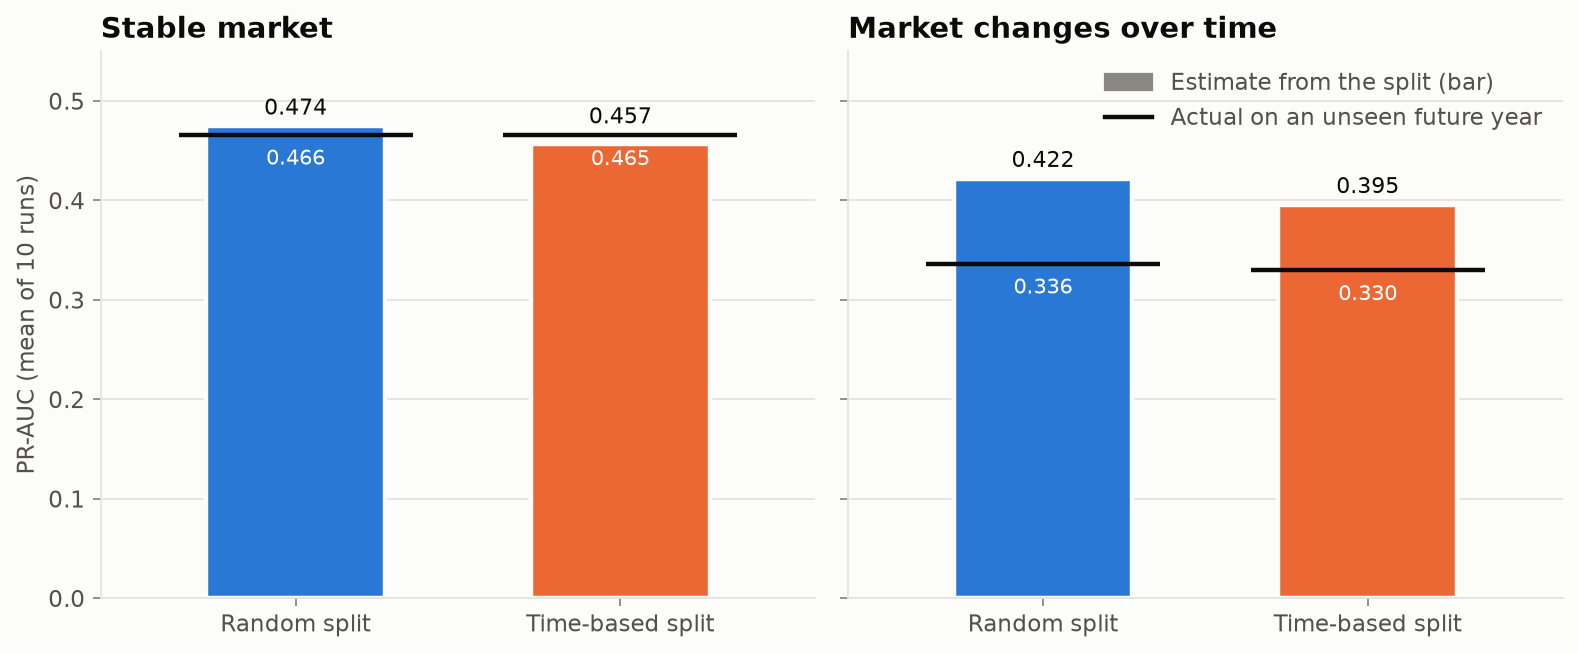 Stable market
Market changes over time
PR-AUC (mean of 10 runs)
0.5
0.4
0.3
0.2
0.1
0.0
0.474
0.466
0.457
0.465
Random split
Time-based split
Estimate from the split (bar)
Actual on an unseen future year
0.422
0.336
0.395
0.330
Random split
Time-based split